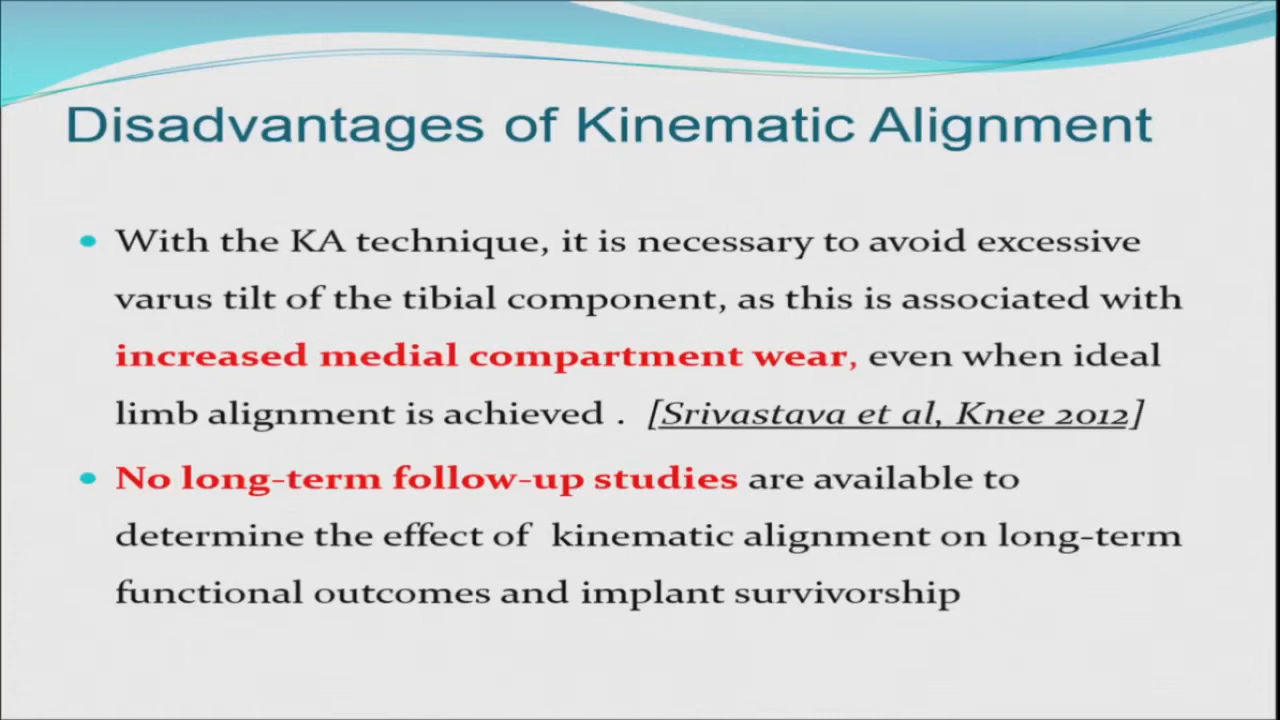 Disadvantages of Kinematic Alignment
• With the KA technique, it is necessary to avoid excessive
varus tilt of the tibial component, as this is associated with
increased medial compartment wear, even when ideal
limb alignment is achieved . [Srivastava et al, Knee 2012]
• No long-term follow-up studies are available to
determine the effect of kinematic alignment on long-term
functional outcomes and implant survivorship